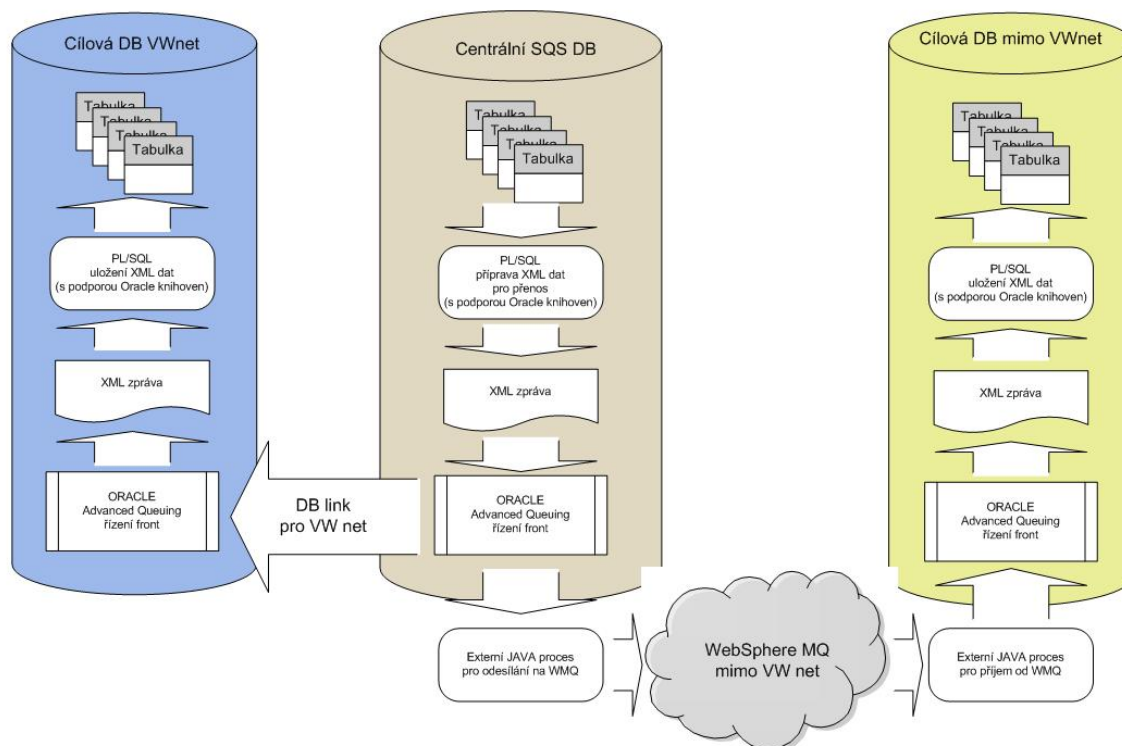 Cílová DB VWnet
Tabulka
Tabulka
Tabulka
Tabulka
PL/SQL
uložení XML dat
(s podporou Oracle knihoven)
XML zpráva
ORACLE
Advanced Queuing
řízení front
DB link
pro VW net
Centrální SQS DB
Tabulka
Tabulka
Tabulka
Tabulka
PL/SQL
příprava XML dat
pro přenos
(s podporou Oracle knihoven)
XML zpráva
ORACLE
Advanced Queuing
řízení front
Externí JAVA proces
pro odesílání na WMQ
WebSphere MQ
mimo VW net
Cílová DB mimo VWnet
Tabulka
Tabulka
Tabulka
Tabulka
PL/SQL
uložení XML dat
(s podporou Oracle knihoven)
XML zpráva
ORACLE
Advanced Queuing
řízení front
Externí JAVA proces
pro příjem od WMQ